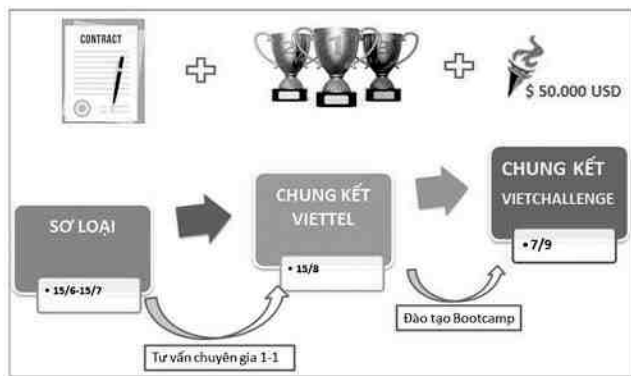 CONTRACT
1
$ 50.000 USD
SƠ LOẠI
• 15/6-15/7
CHUNG KẾT
VIETTEL
• 15/8
CHUNG KẾT
VIETCHALLENGE
• 7/9
Tư vấn chuyên gia 1-1
Đào tạo Bootcamp